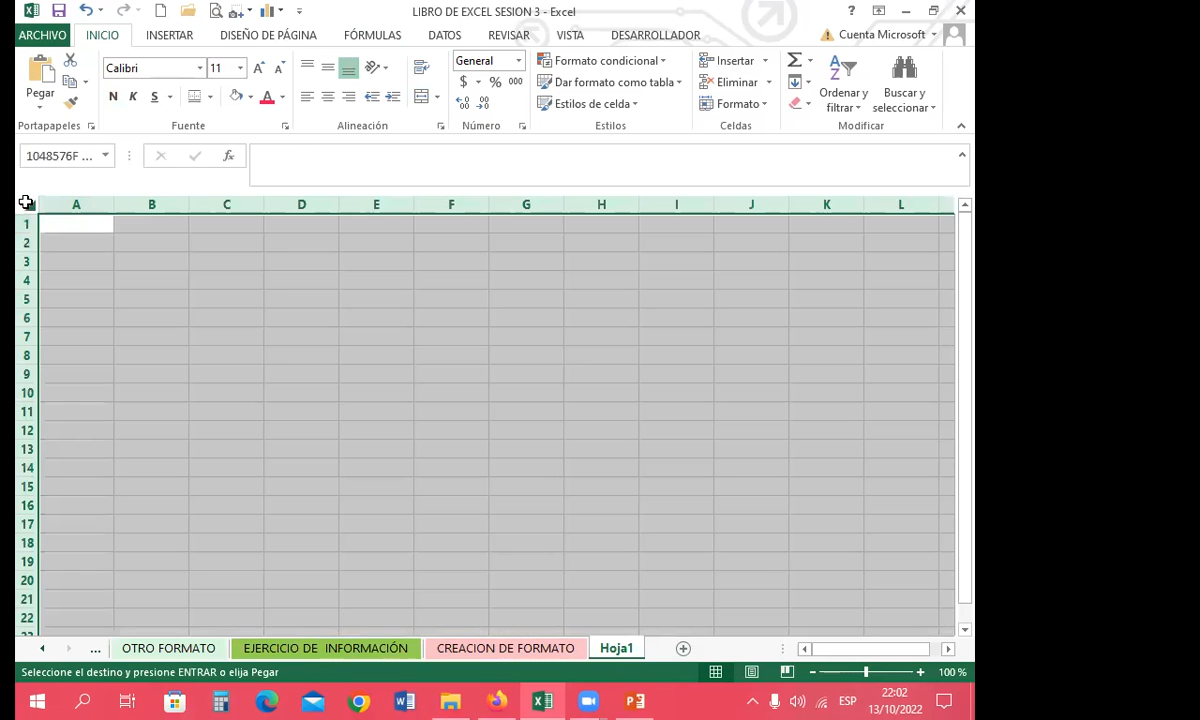 LIBRO DE EXCEL SESION 3 - Excel
?
ARCHIVO INICIO INSERTAR DISEÑO DE PÁGINA FÓRMULAS DATOS REVISAR VISTA DESARROLLADOR Cuenta Microsoft
Pegar
Portapapeles
Calibri 11
N K S A
Fuente
Alineación
General
$ % 000
Número
Formato condicional
Dar formato como tabla
Estilos de celda
Estilos
Insertar
Eliminar
Formato
Celdas
Ordenar y filtrar
Buscar y seleccionar
Modificar
1048576F ... fx
A B C D E F G H I J K L
1
2
3
4
5
6
7
8
9
10
11
12
13
14
15
16
17
18
19
20
21
22
... OTRO FORMATO EJERCICIO DE INFORMACIÓN CREACION DE FORMATO Hoja1
Seleccione el destino y presione ENTRAR o elija Pegar 100 %
ESP 22:02
13/10/2022